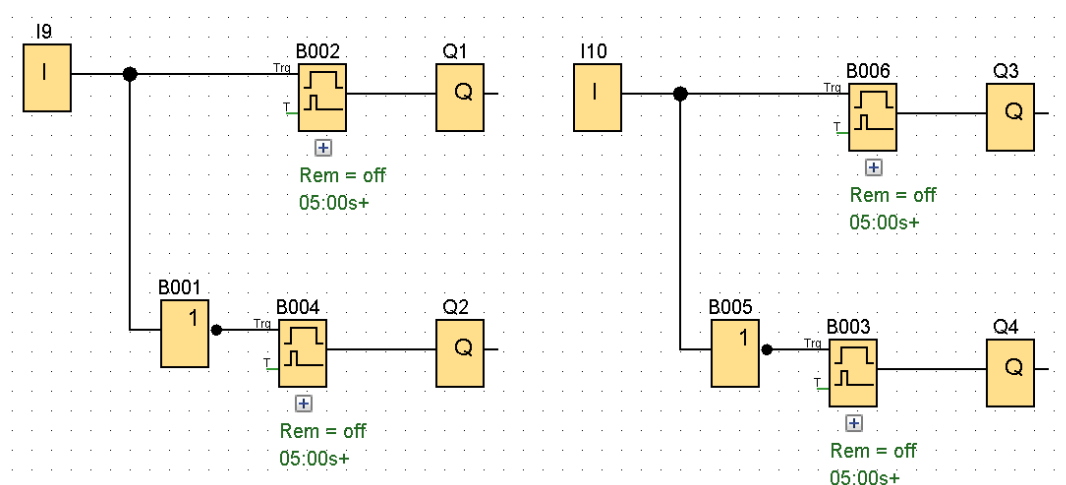 I9
I
Trg
T
B002
Rem = off
05:00s+
Q1
Q
B001
1
Trg
T
B004
Rem = off
05:00s+
Q2
Q
I10
I
Trg
T
B006
Rem = off
05:00s+
Q3
Q
B005
1
Trg
T
B003
Rem = off
05:00s+
Q4
Q